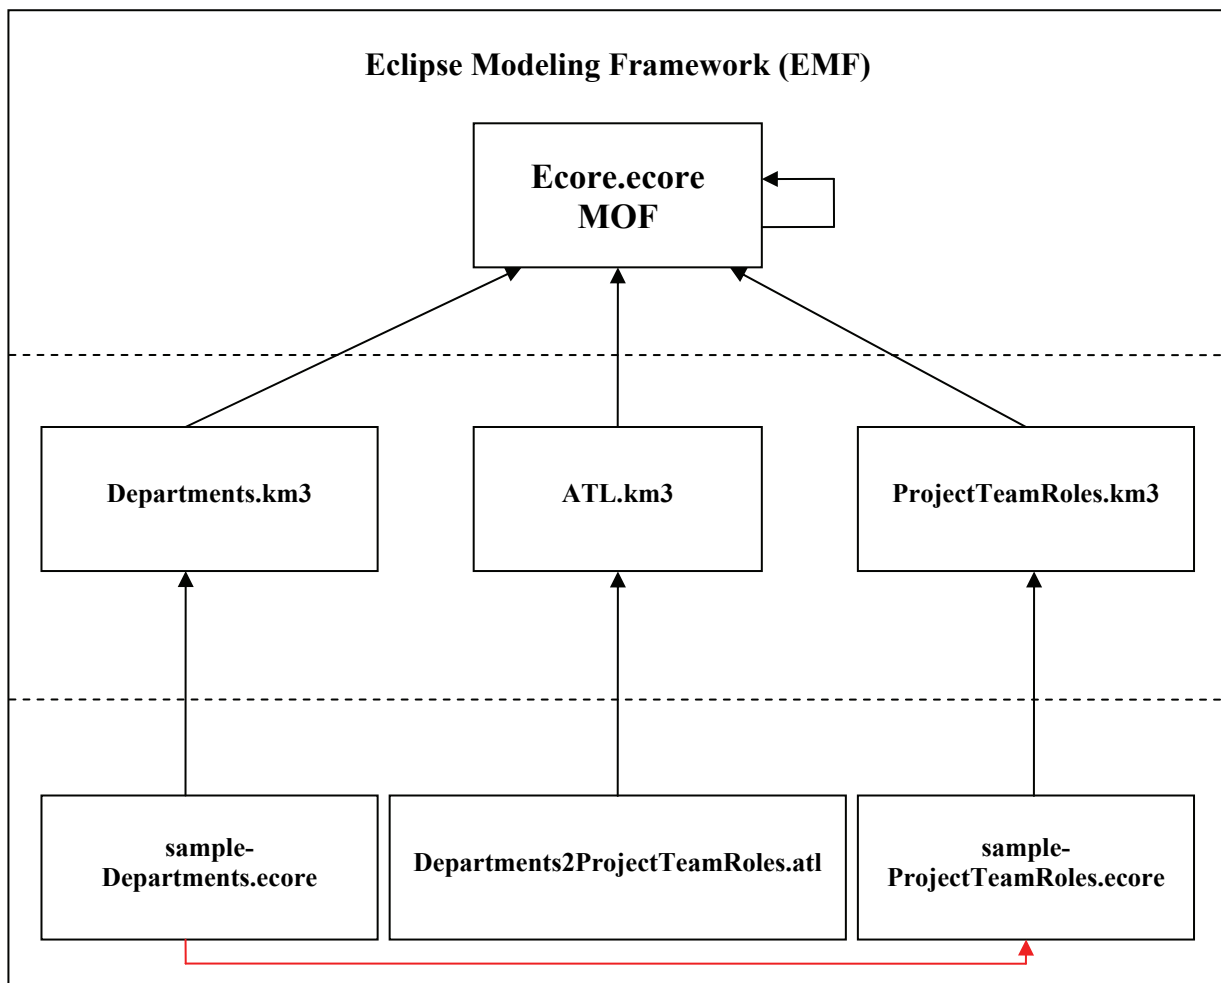 Eclipse Modeling Framework (EMF)
Ecore.ecore
MOF
Departments.km3
ATL.km3
ProjectTeamRoles.km3
sample-
Departments.ecore
Departments2ProjectTeamRoles.atl
sample-
ProjectTeamRoles.ecore